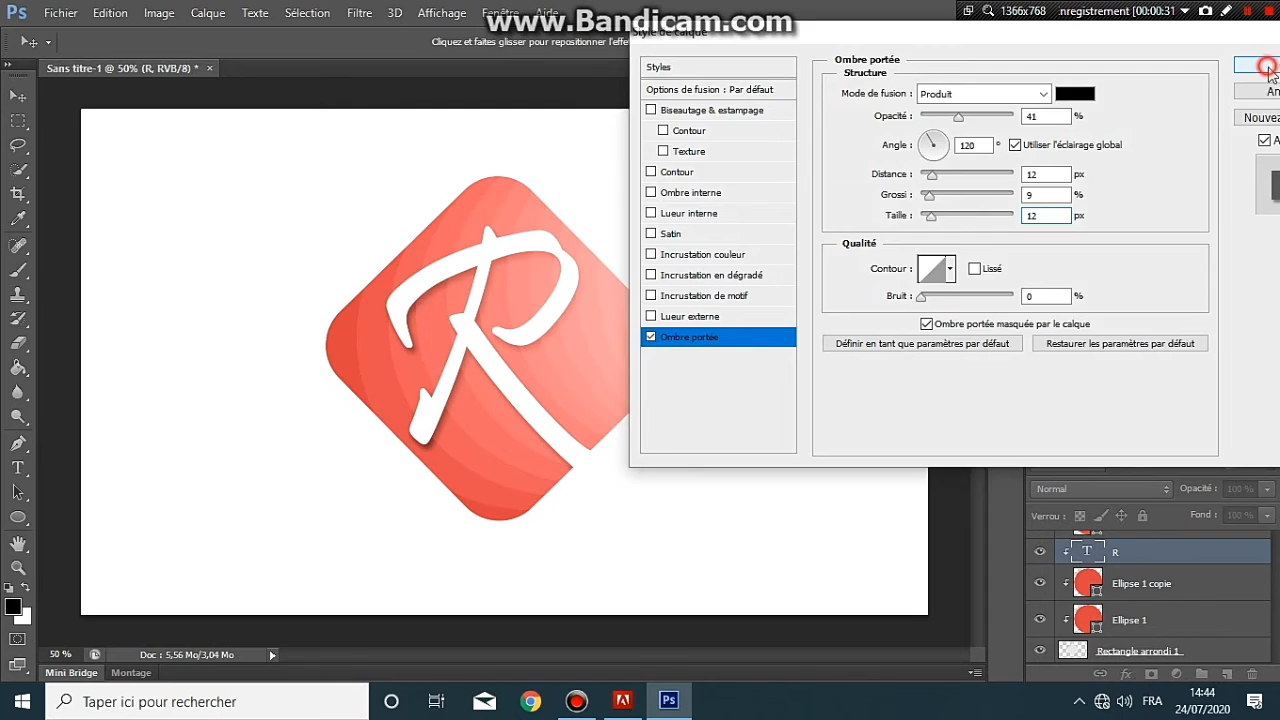 Ps Fichier Edition Image Calque Texte Sélection Filtre 3D Affichage Fenêtre Aide
www.Bandicam.com
1366x768 .nregistrement [00:00:31]
Cliquez et faites glisser pour repositionner l'effe
Style de calque
Sans titre-1 @ 50% (R, RVB/8) * ×
Styles
Options de fusion : Par défaut
Biseautage & estampage
Contour
Texture
Contour
Ombre interne
Lueur interne
Satin
Incrustation couleur
Incrustation en dégradé
Incrustation de motif
Lueur externe
Ombre portée
Ombre portée
Structure
Mode de fusion : Produit
Opacité : 41 %
Angle : 120 ° Utiliser l'éclairage global
Distance : 12 px
Grossi : 9 %
Taille : 12 px
Qualité
Contour : Lissé
Bruit : 0 %
Ombre portée masquée par le calque
Définir en tant que paramètres par défaut Restaurer les paramètres par défaut
An
Nouvea
A
R
Normal Opacité : 100 %
Verrou : Fond : 100 %
T R
Ellipse 1 copie
Ellipse 1
Rectangle arrondi 1
50 % Doc : 5,56 Mo/3,04 Mo
Mini Bridge Montage
Taper ici pour rechercher
Ps
FRA
14:44
24/07/2020